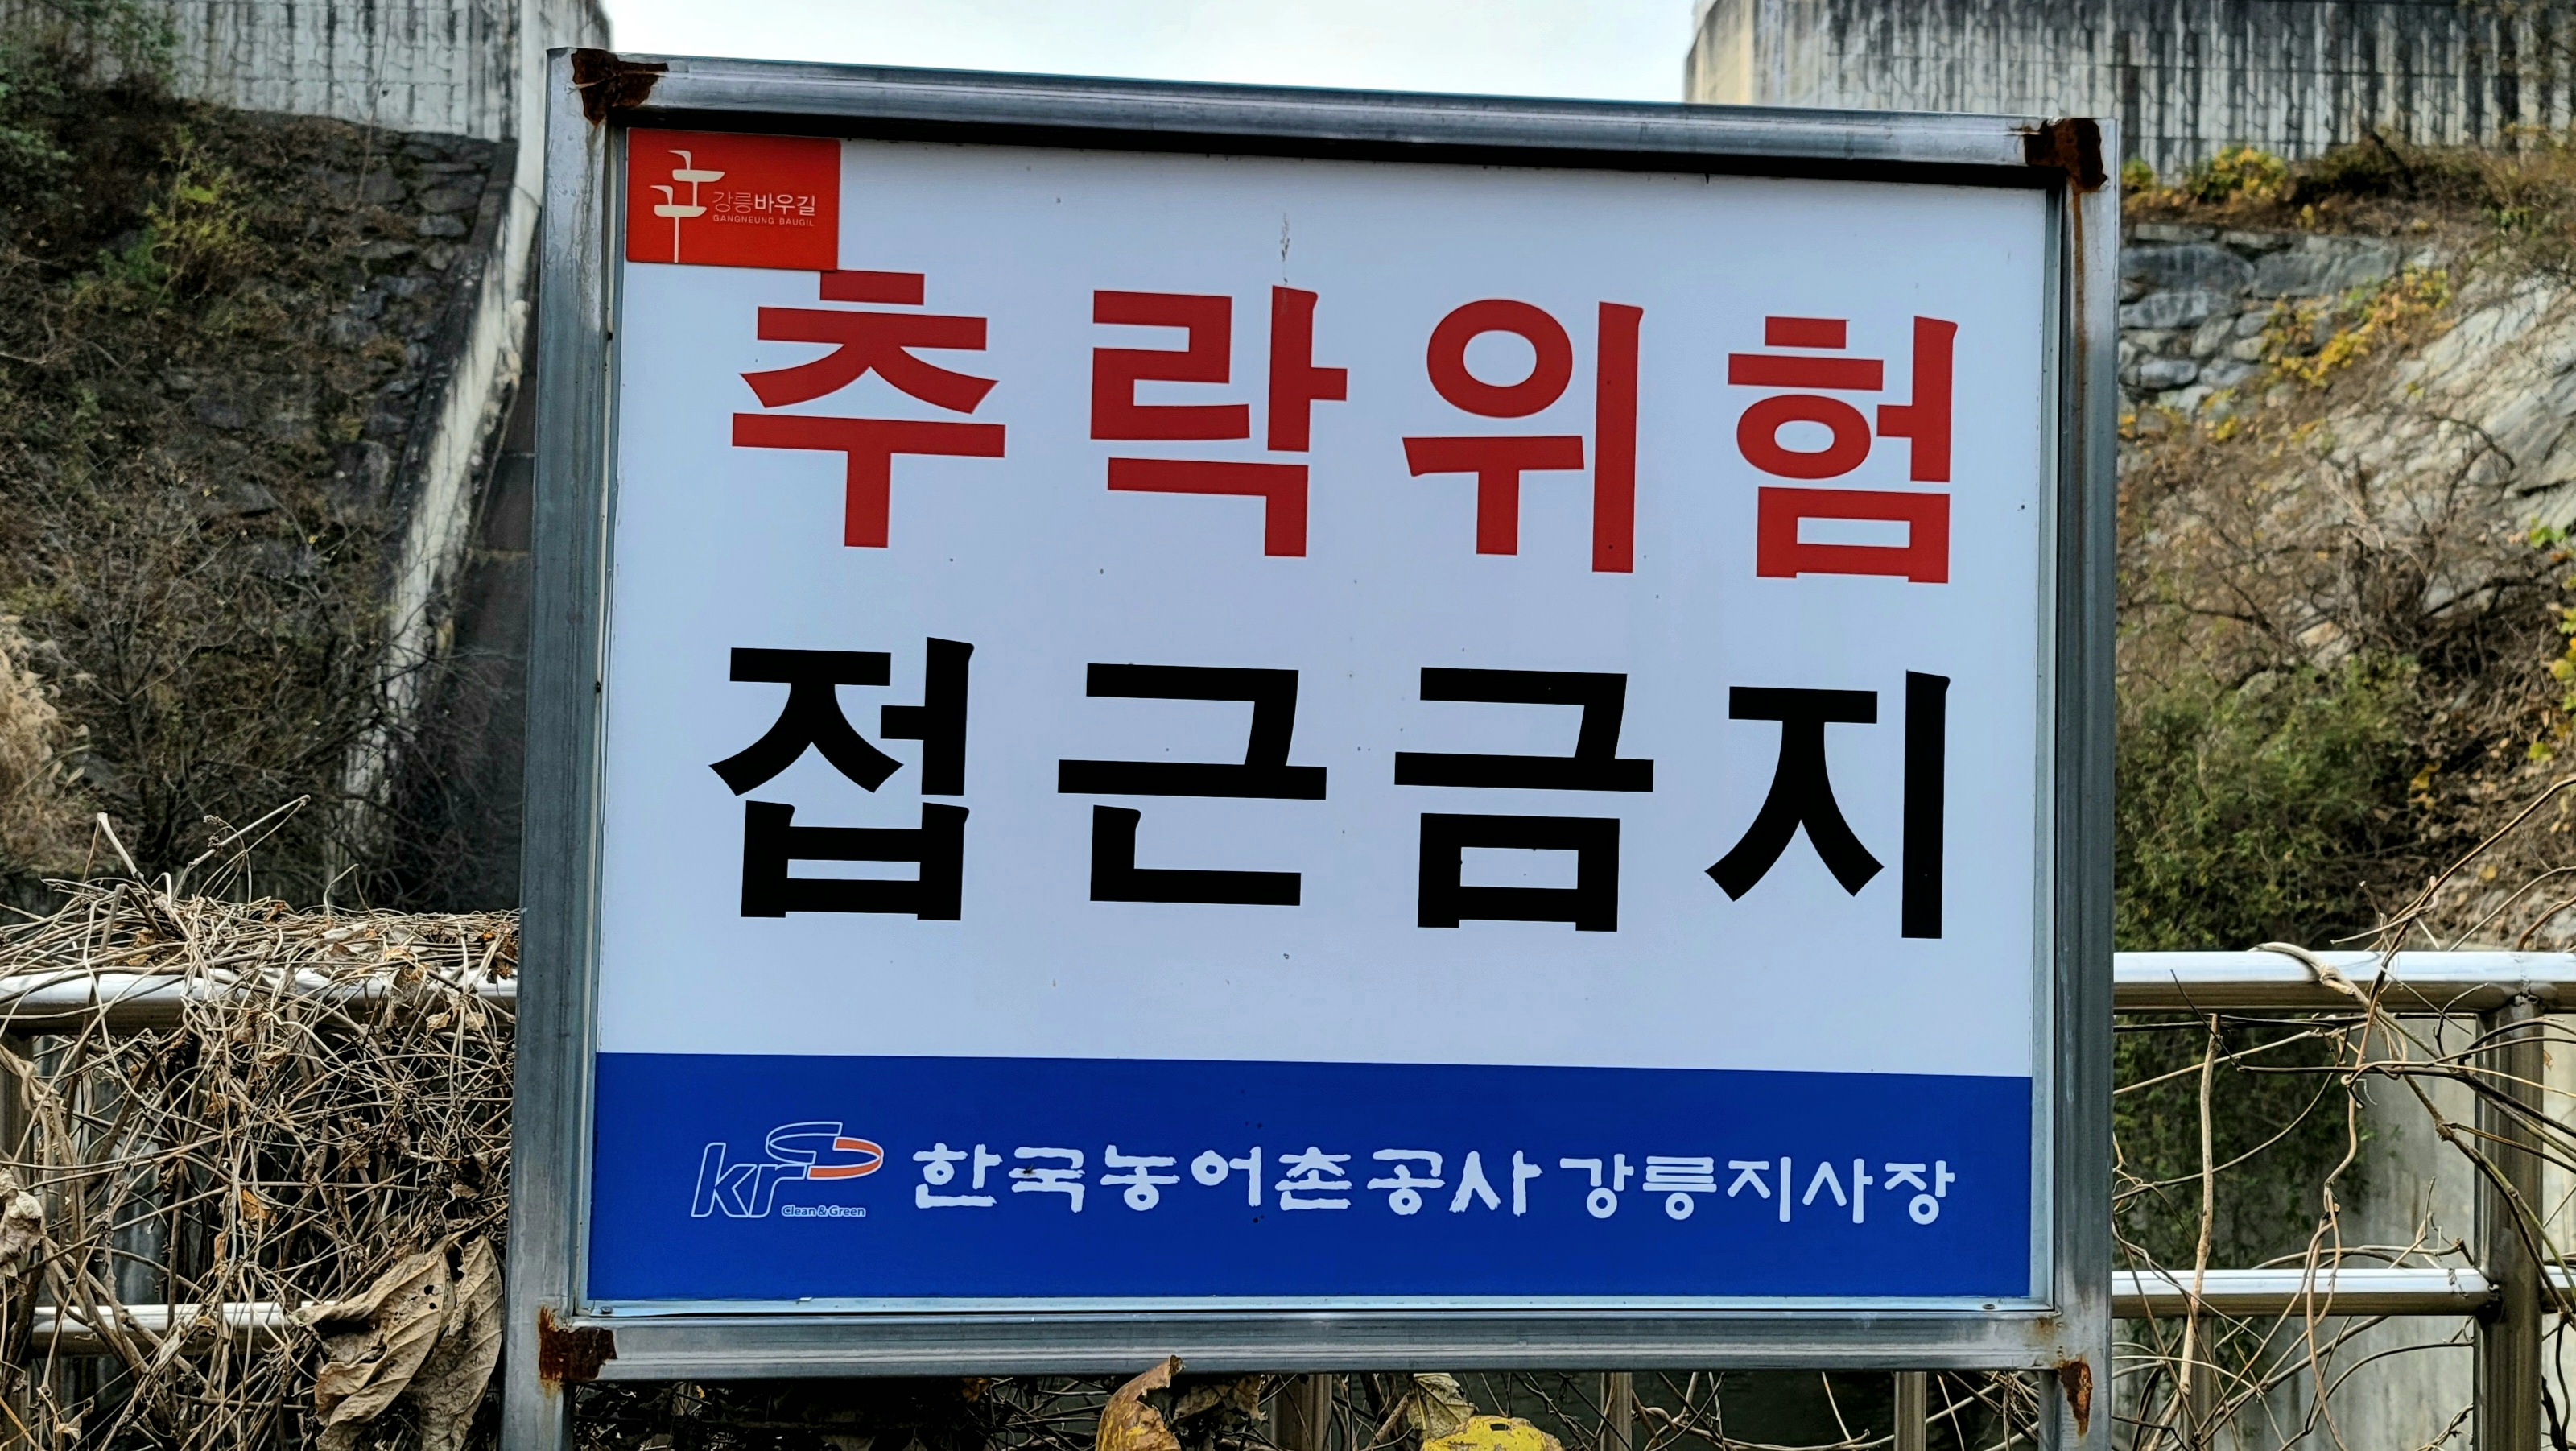 강릉바우길
GANGNEUNG BAUGIL
추락위험
접근금지
kr
Clean & Green
한국농어촌공사 강릉지사장